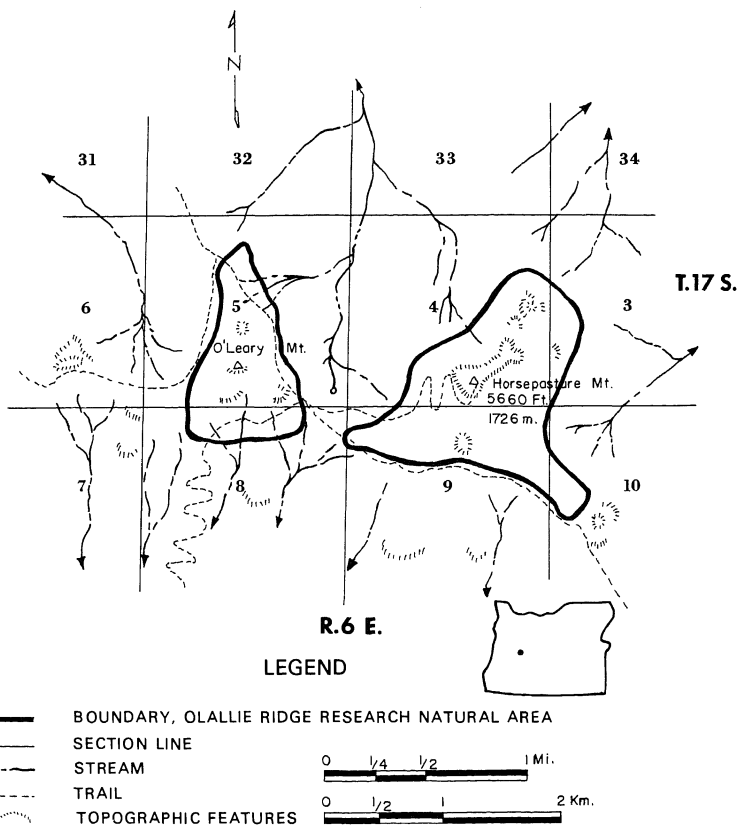 N
31 32 33 34
T.17 S.
6 5 4 3
O'Leary Mt.
Horsepasture Mt.
5660 Ft.
1726 m.
7 8 9 10
R.6 E.
LEGEND
BOUNDARY, OLALLIE RIDGE RESEARCH NATURAL AREA
SECTION LINE
STREAM
TRAIL
TOPOGRAPHIC FEATURES
0 1/4 1/2 1 Mi.
0 1/2 1 2 Km.